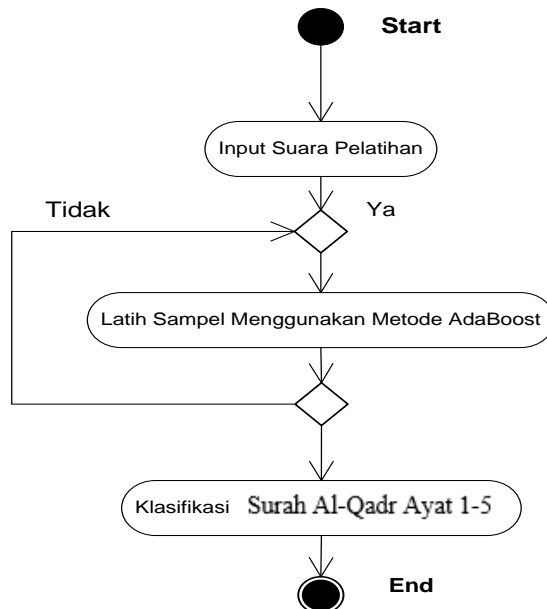 Start
Input Suara Pelatihan
Tidak
Ya
Latih Sampel Menggunakan Metode AdaBoost
Klasifikasi Surah Al-Qadr Ayat 1-5
End